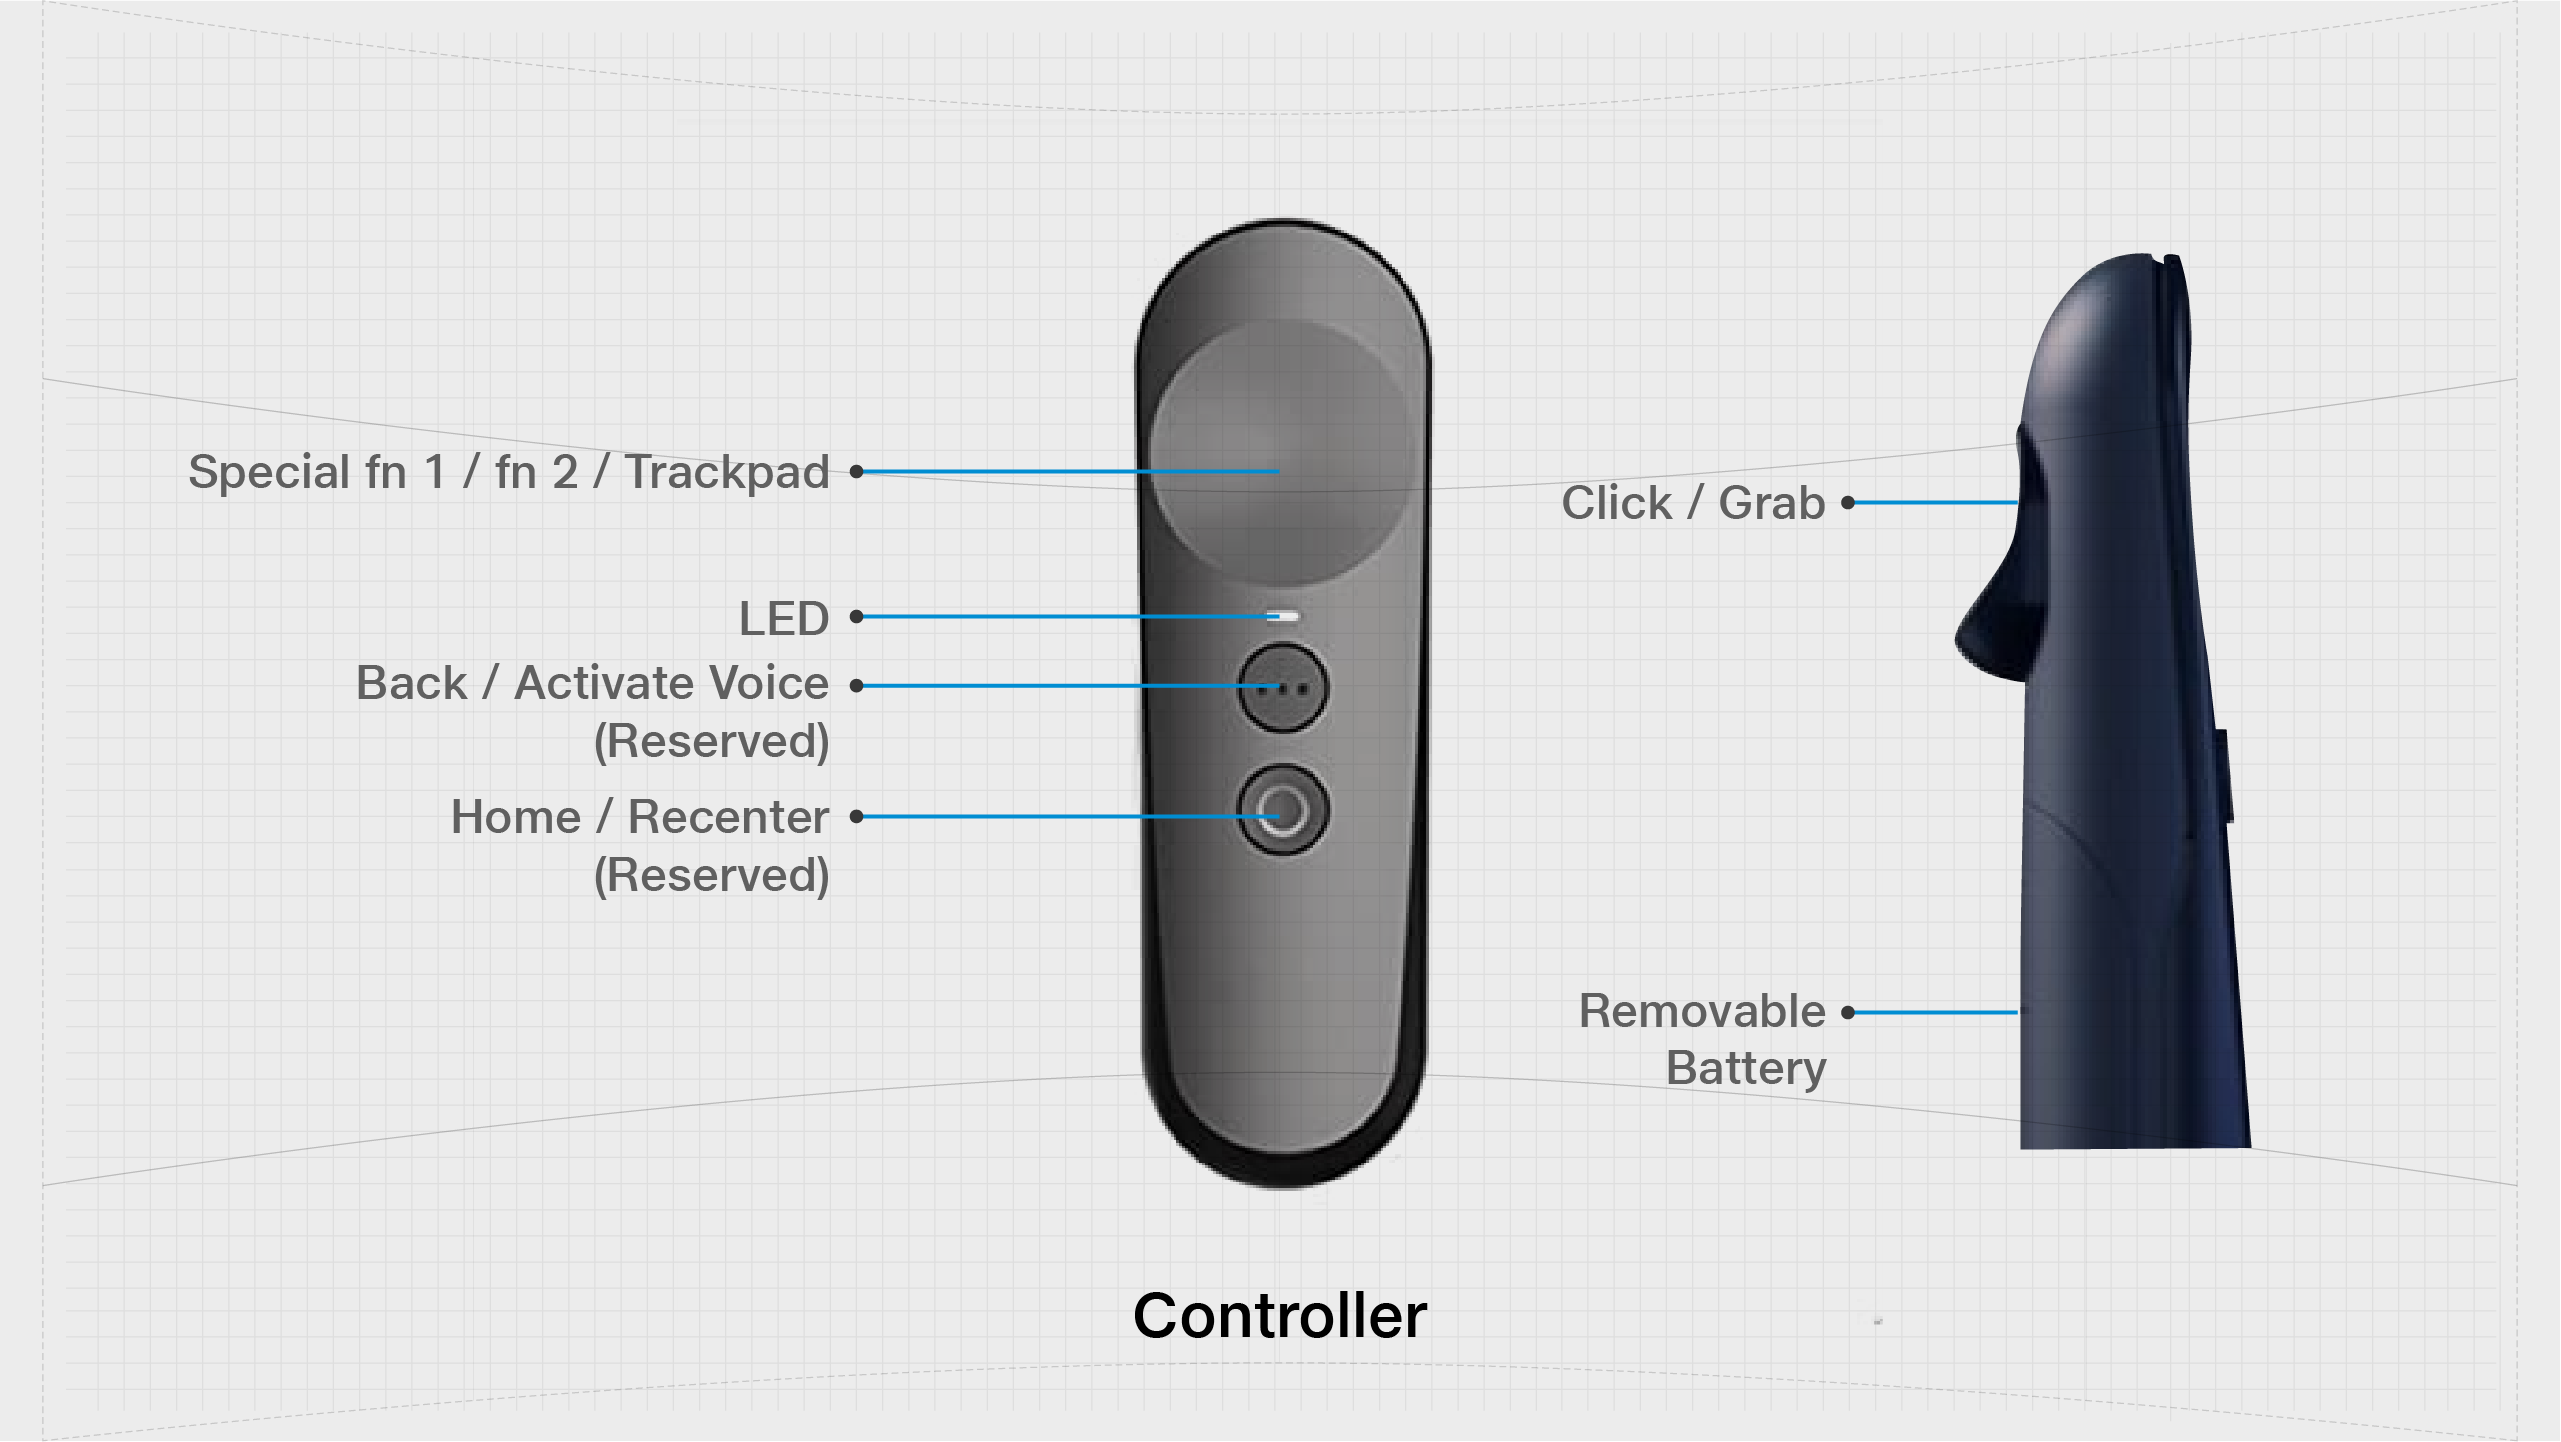 Special fn 1 / fn 2 / Trackpad
LED
Back / Activate Voice
(Reserved)
Home / Recenter
(Reserved)
Click / Grab
Removable
Battery
Controller